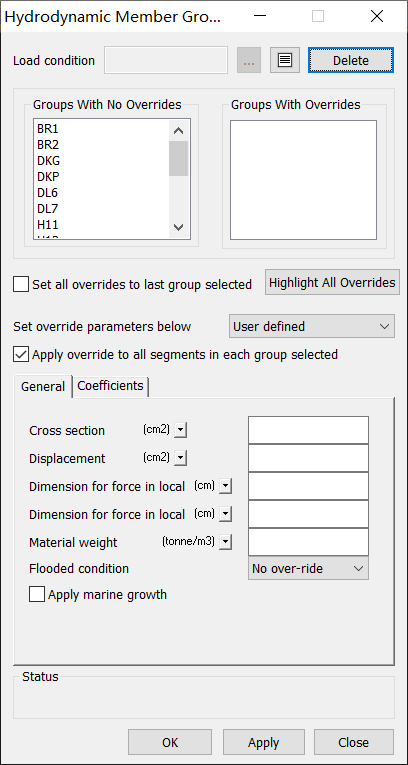 Hydrodynamic Member Gro...
Load condition ... Delete
Groups With No Overrides Groups With Overrides
BR1
BR2
DKG
DKP
DL6
DL7
H11
Set all overrides to last group selected Highlight All Overrides
Set override parameters below User defined
Apply override to all segments in each group selected
General Coefficients
Cross section (cm2)
Displacement (cm2)
Dimension for force in local (cm)
Dimension for force in local (cm)
Material weight (tonne/m3)
Flooded condition No over-ride
Apply marine growth
Status
OK Apply Close